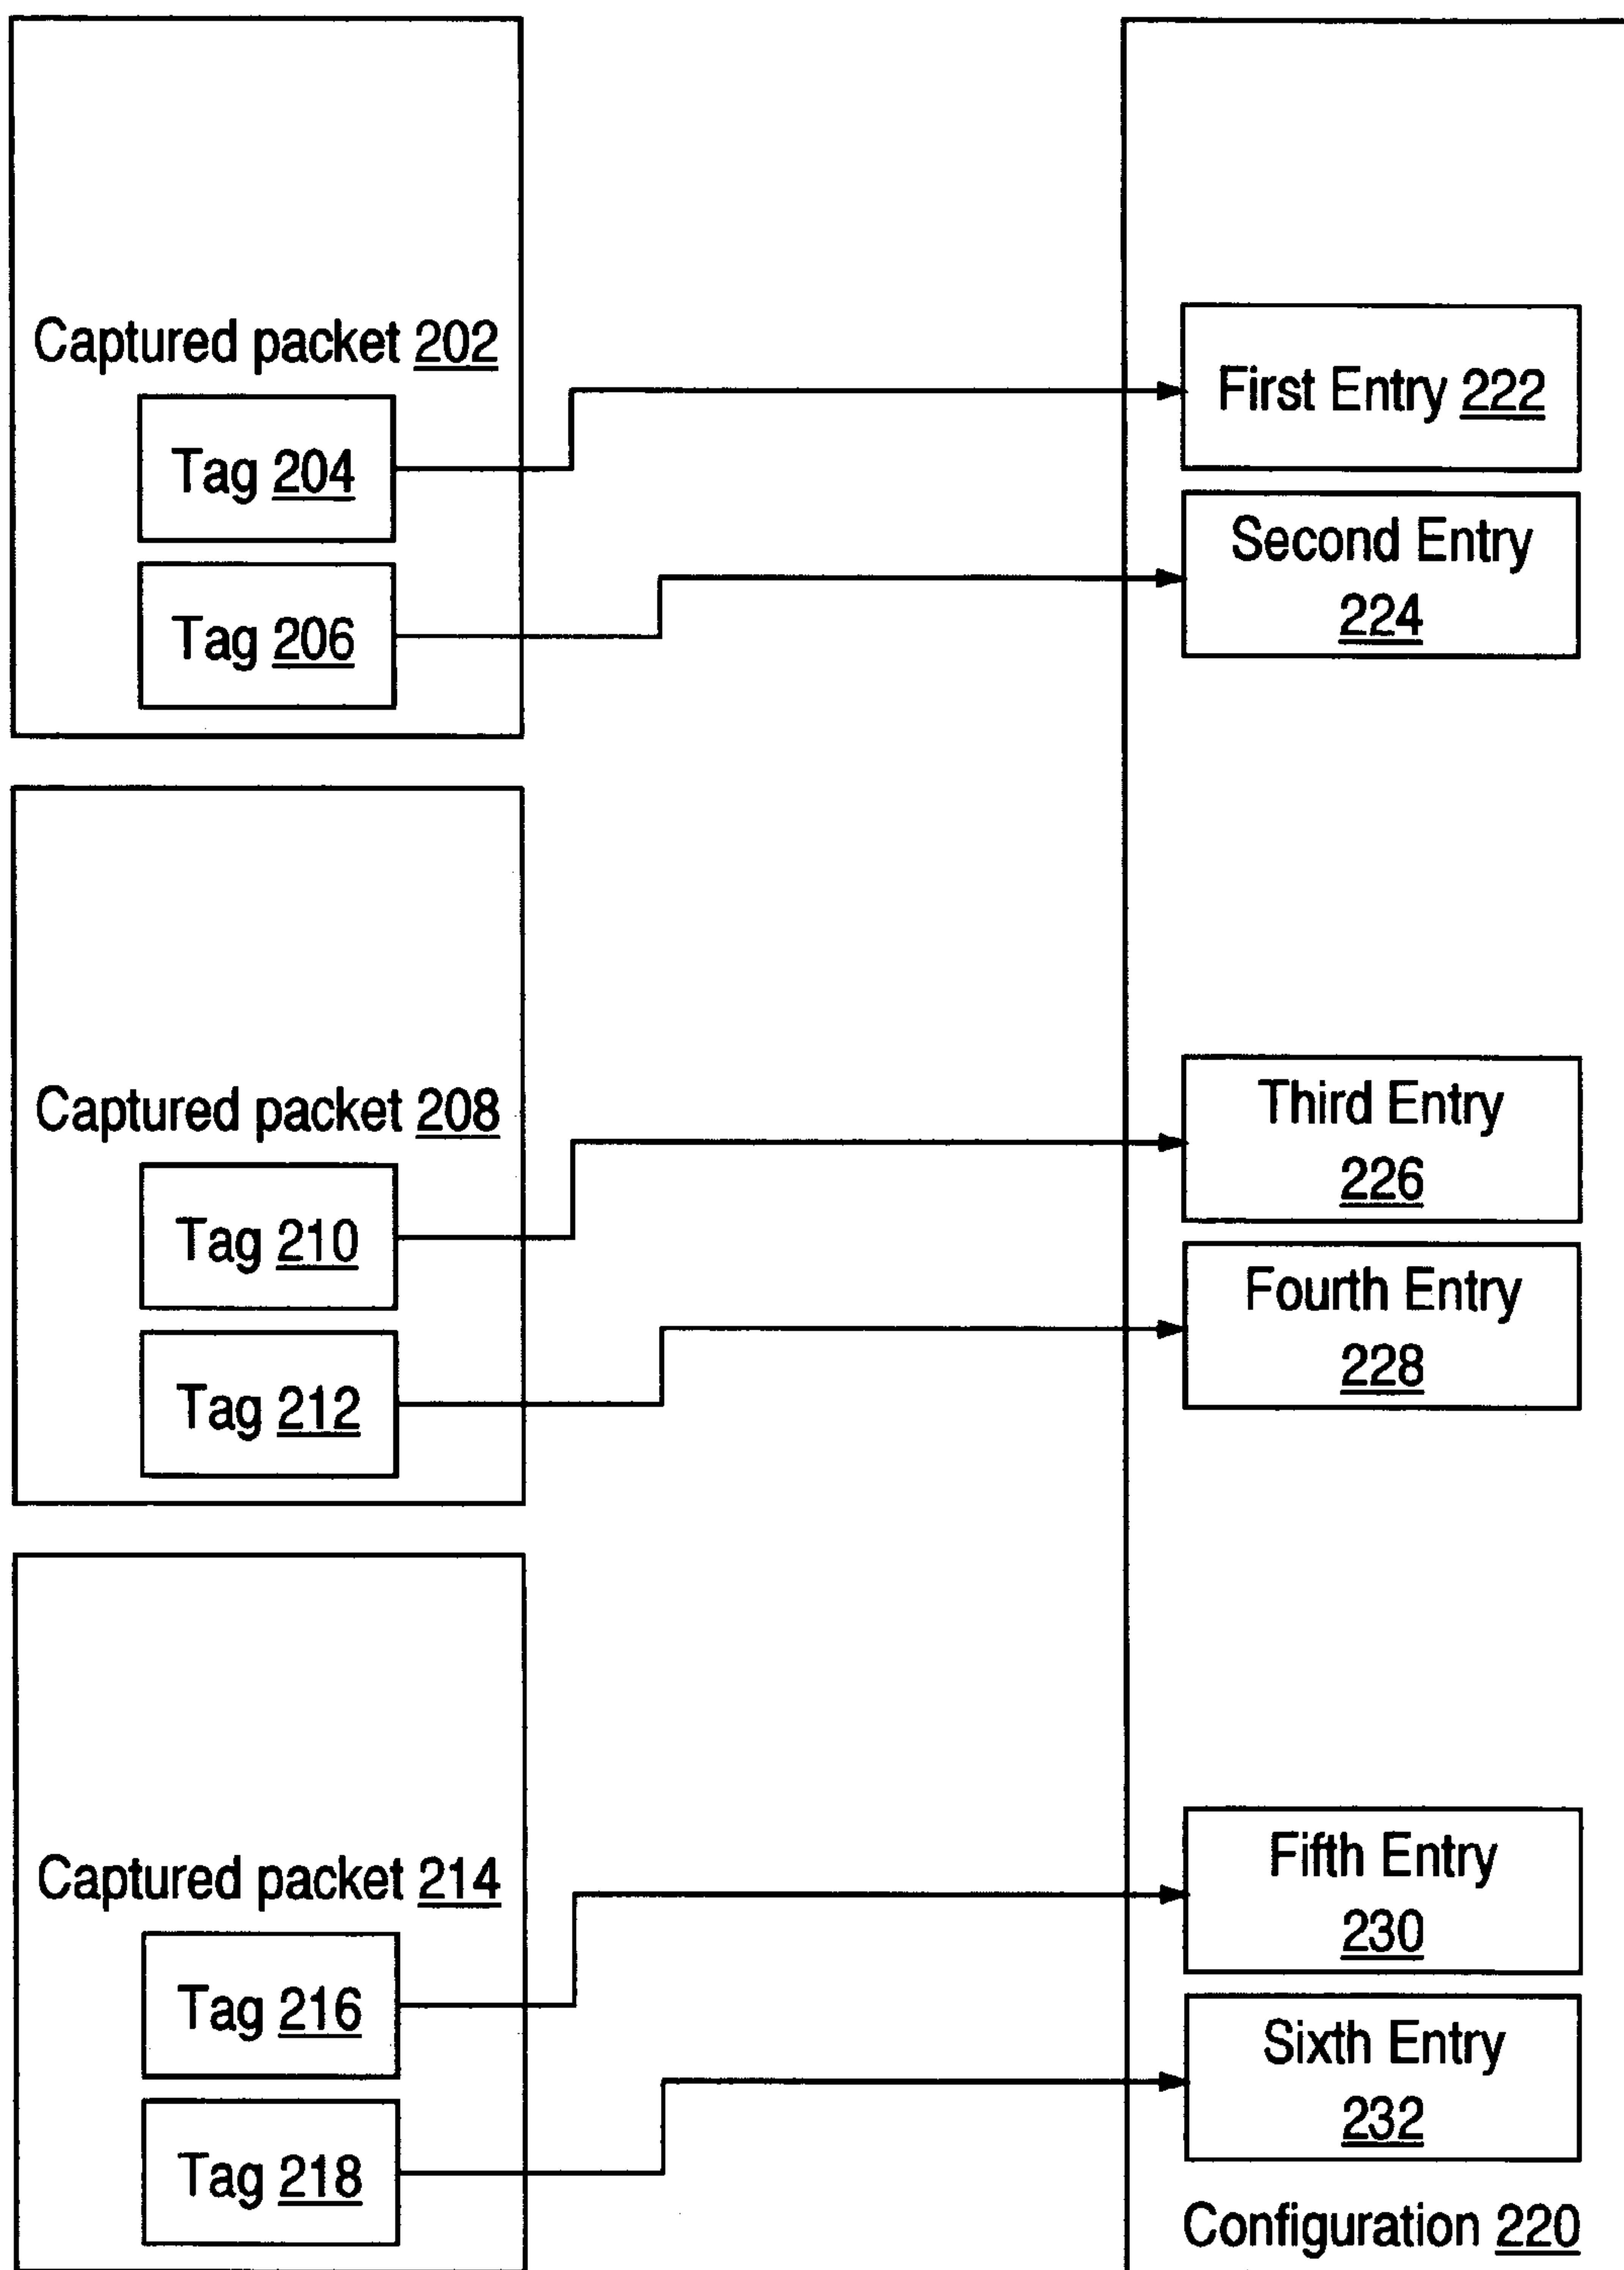 Captured packet 202
Tag 204
Tag 206
First Entry 222
Second Entry
224
Captured packet 208
Tag 210
Tag 212
Third Entry
226
Fourth Entry
228
Captured packet 214
Tag 216
Tag 218
Fifth Entry
230
Sixth Entry
232
Configuration 220